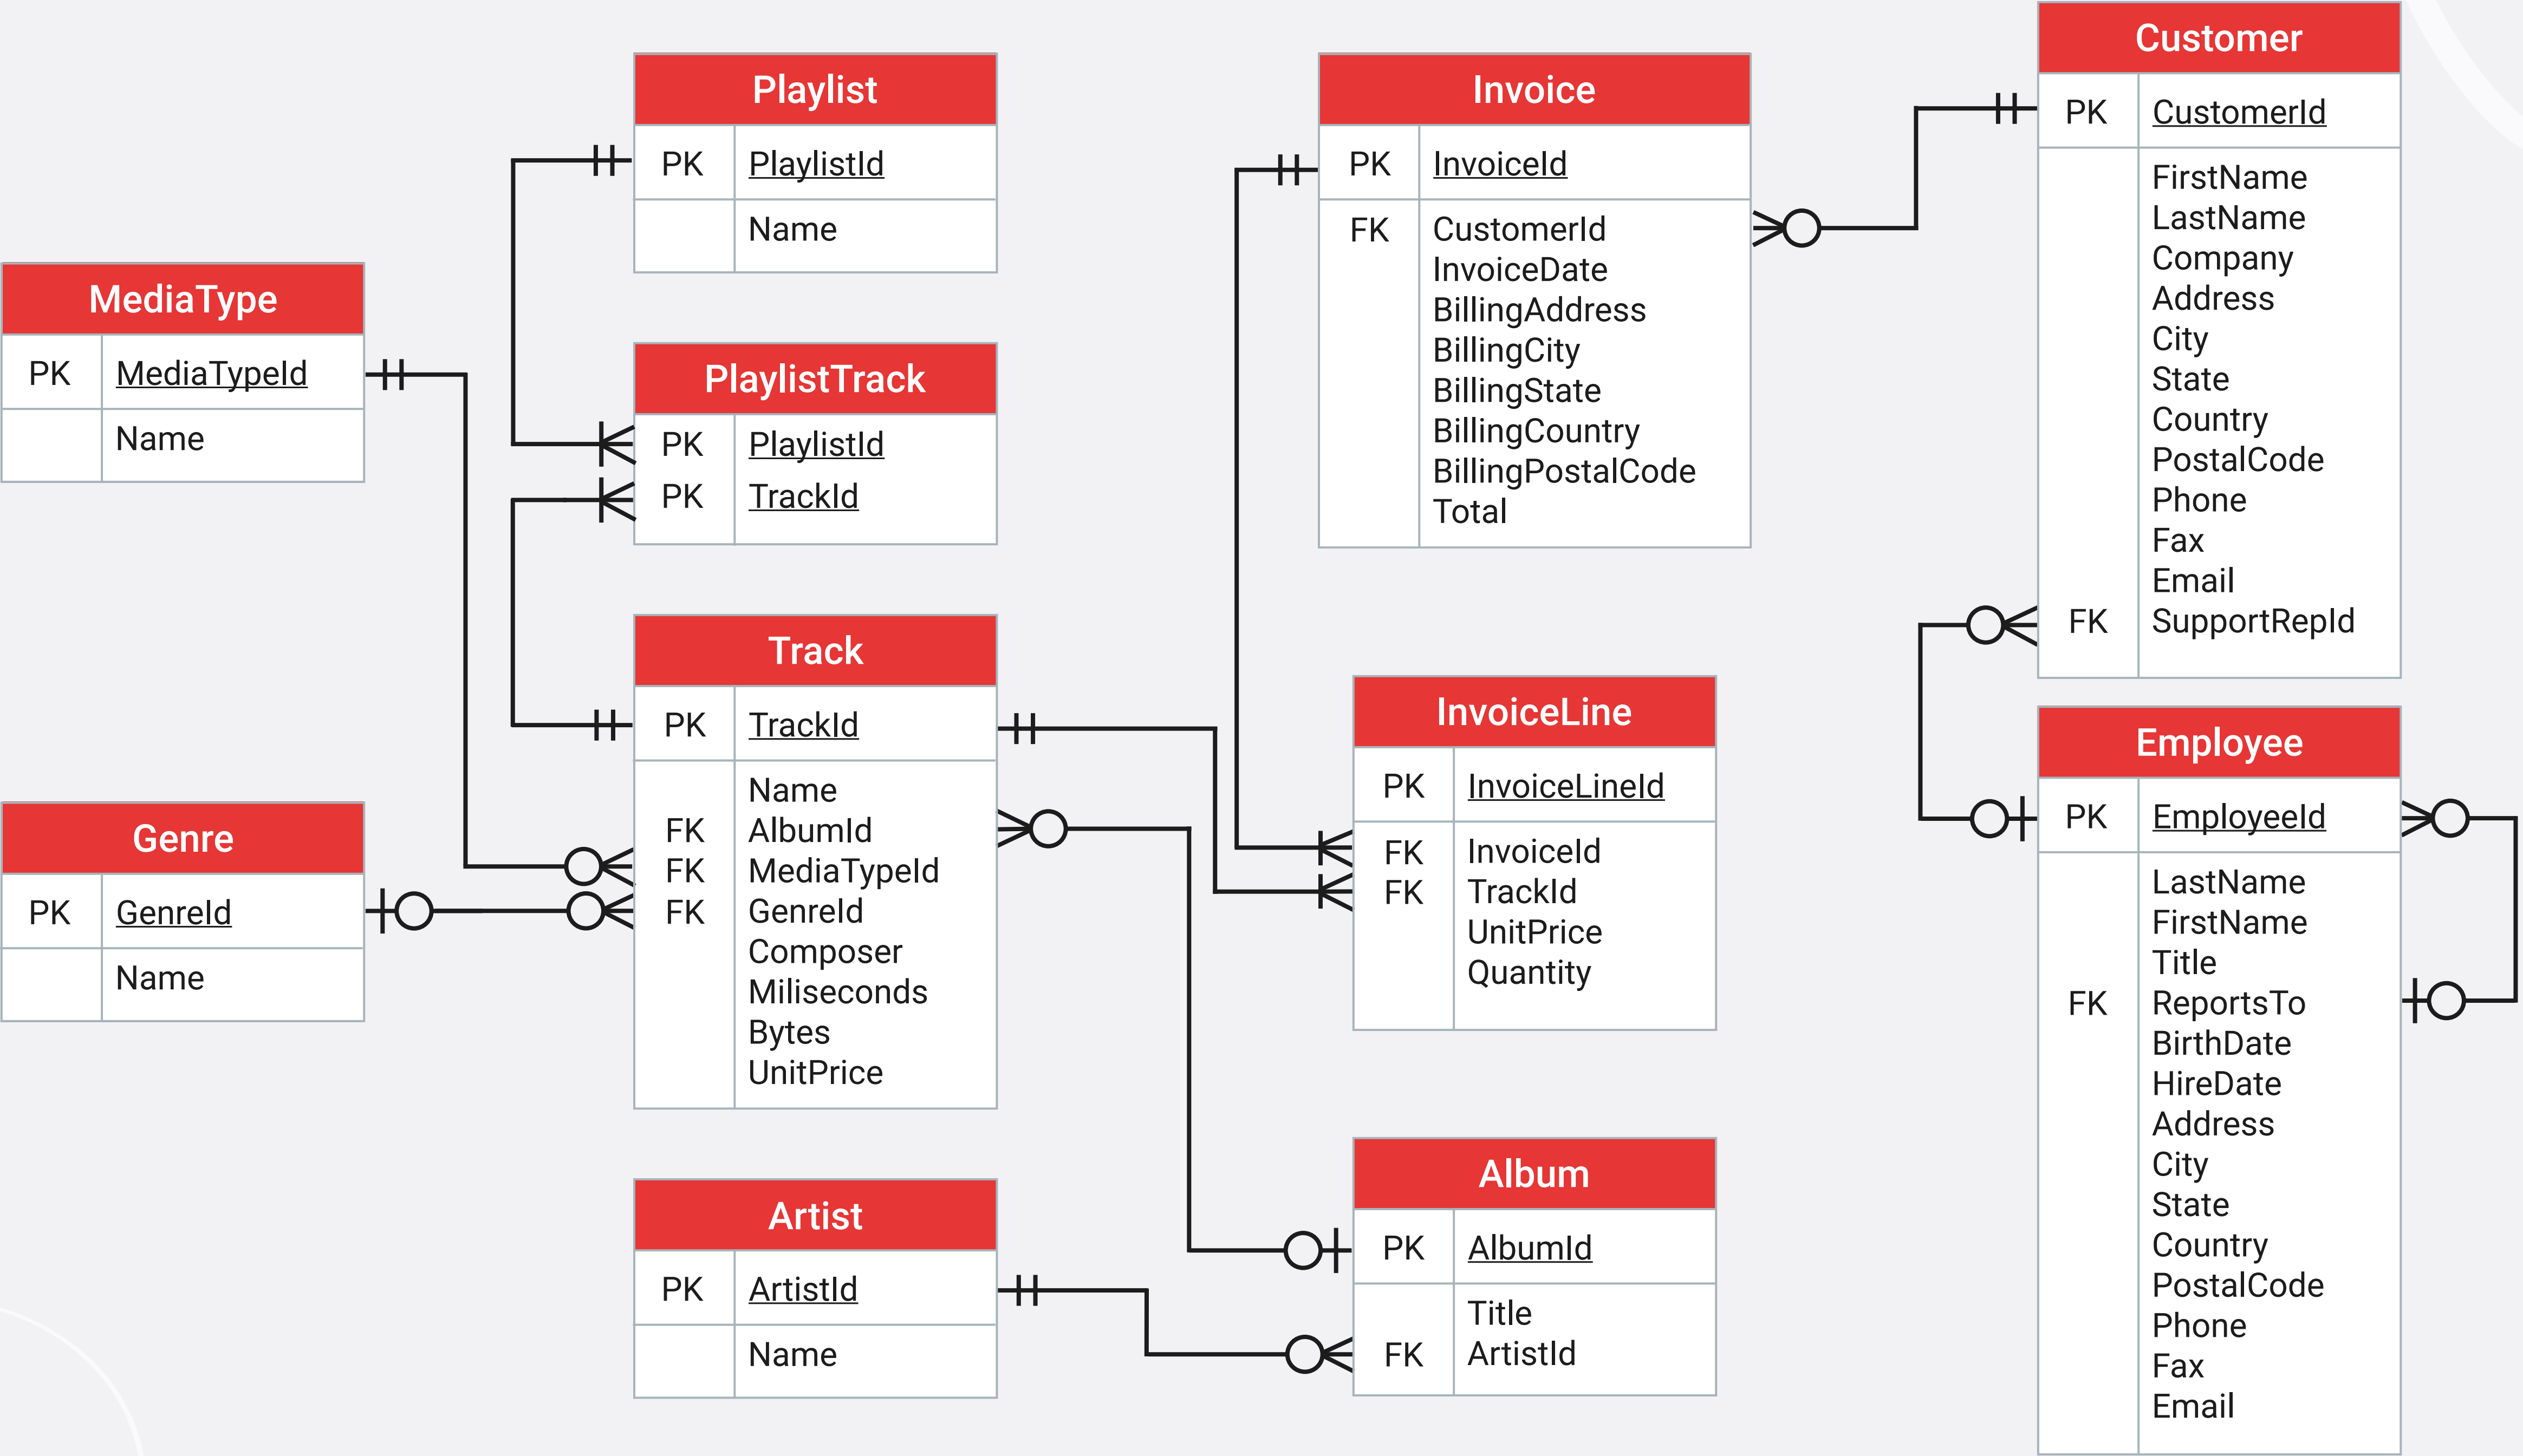 Playlist
PK PlaylistId
Name
MediaType
PK MediaTypeId
Name
PlaylistTrack
PK PlaylistId
PK TrackId
Track
PK TrackId
Name
FK AlbumId
FK MediaTypeId
FK GenreId
Composer
Miliseconds
Bytes
UnitPrice
Genre
PK GenreId
Name
Artist
PK ArtistId
Name
Invoice
PK InvoiceId
FK CustomerId
InvoiceDate
BillingAddress
BillingCity
BillingState
BillingCountry
BillingPostalCode
Total
InvoiceLine
PK InvoiceLineId
FK InvoiceId
FK TrackId
UnitPrice
Quantity
Album
PK AlbumId
Title
FK ArtistId
Customer
PK CustomerId
FirstName
LastName
Company
Address
City
State
Country
PostalCode
Phone
Fax
Email
FK SupportRepId
Employee
PK EmployeeId
LastName
FirstName
Title
FK ReportsTo
BirthDate
HireDate
Address
City
State
Country
PostalCode
Phone
Fax
Email